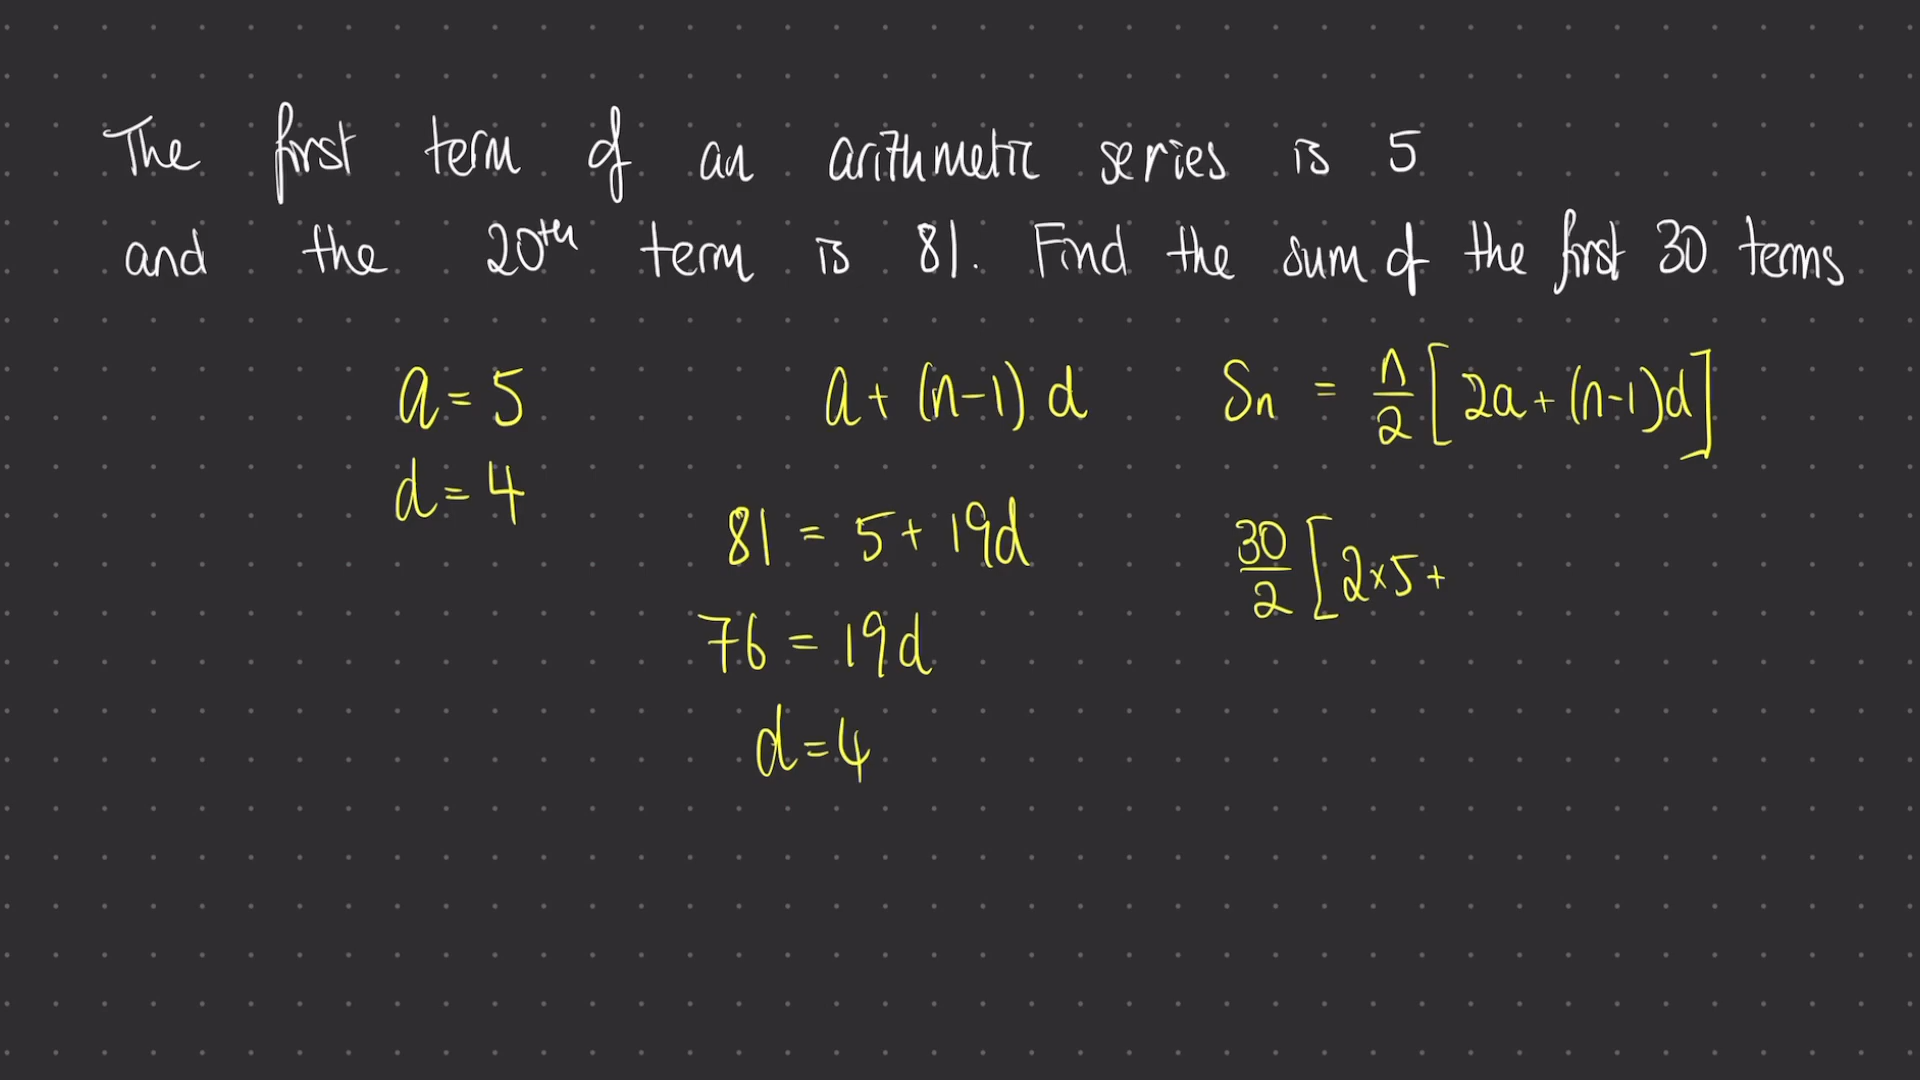 The first term of an arithmetic series is 5
and the 20th term is 81. Find the sum of the first 30 terms
a = 5
d = 4
a + (n-1) d
81 = 5 + 19d
76 = 19d
d = 4
Sn = n/2 [2a + (n-1)d]
30/2 [2×5 +